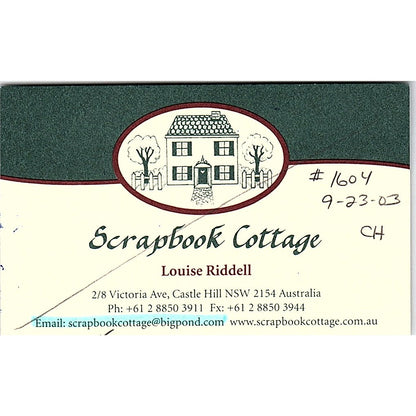 # 1604
9-23-03
CH
Scrapbook Cottage
Louise Riddell
2/8 Victoria Ave, Castle Hill NSW 2154 Australia
Ph: +61 2 8850 3911 Fx: +61 2 8850 3944
Email: scrapbookcottage@bigpond.com www.scrapbookcottage.com.au